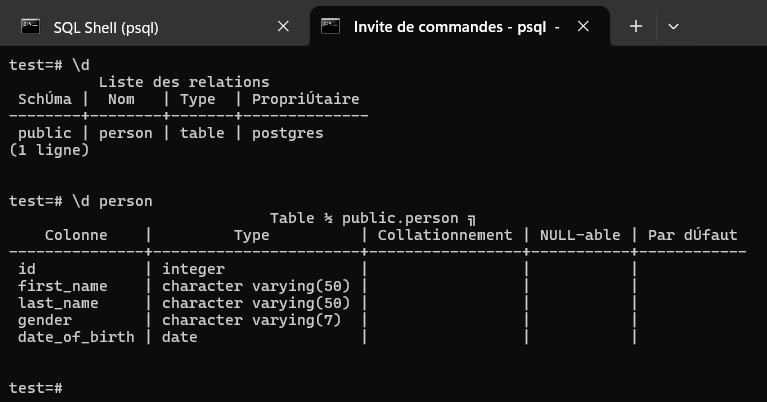 SQL Shell (psql)
Invite de commandes - psql -
test=# \d
Liste des relations
SchÚma | Nom | Type | PropriÚtaire
--------+--------+-------+--------------
public | person | table | postgres
(1 ligne)
test=# \d person
Table ½ public.person ╗
Colonne | Type | Collationnement | NULL-able | Par dÚfaut
---------------+-----------------------+-----------------+-----------+------------
id | integer | | |
first_name | character varying(50) | | |
last_name | character varying(50) | | |
gender | character varying(7) | | |
date_of_birth | date | | |
test=#